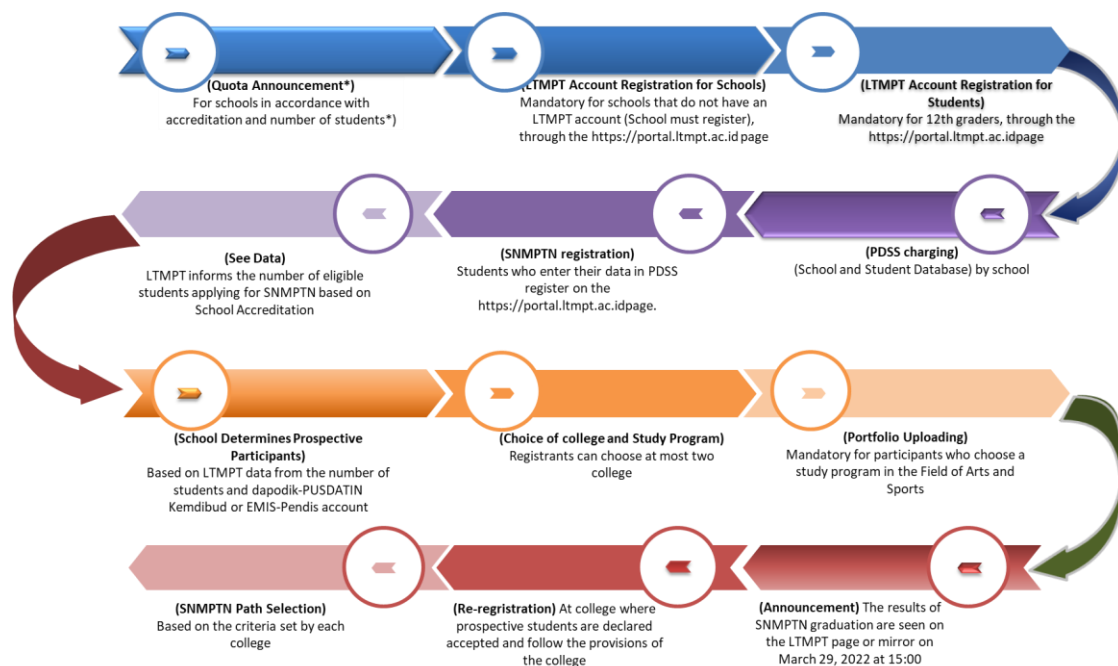 (Quota Announcement*)
For schools in accordance with
accreditation and number of students*)
(LTMPT Account Registration for Schools)
Mandatory for schools that do not have an
LTMPT account (School must register),
through the https://portal.ltmpt.ac.id page
(LTMPT Account Registration for
Students)
Mandatory for 12th graders, through the
https://portal.ltmpt.ac.idpage
(PDSS charging)
(School and Student Database) by school
(SNMPTN registration)
Students who enter their data in PDSS
register on the
https://portal.ltmpt.ac.idpage.
(See Data)
LTMPT informs the number of eligible
students applying for SNMPTN based on
School Accreditation
(School Determines Prospective
Participants)
Based on LTMPT data from the number of
students and dapodik-PUSDATIN
Kemdibud or EMIS-Pendis account
(Choice of college and Study Program)
Registrants can choose at most two
college
(Portfolio Uploading)
Mandatory for participants who choose a
study program in the Field of Arts and
Sports
(Announcement) The results of
SNMPTN graduation are seen on
the LTMPT page or mirror on
March 29, 2022 at 15:00
(Re-regristration) At college where
prospective students are declared
accepted and follow the provisions of
the college
(SNMPTN Path Selection)
Based on the criteria set by each
college